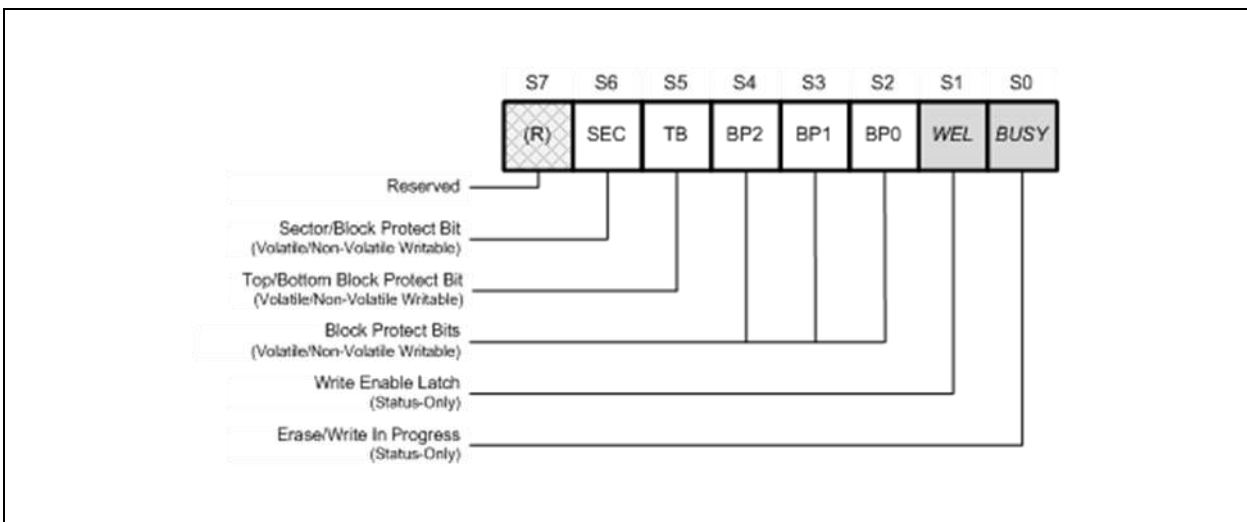 S7 S6 S5 S4 S3 S2 S1 S0
(R) SEC TB BP2 BP1 BP0 WEL BUSY
Reserved
Sector/Block Protect Bit
(Volatile/Non-Volatile Writable)
Top/Bottom Block Protect Bit
(Volatile/Non-Volatile Writable)
Block Protect Bits
(Volatile/Non-Volatile Writable)
Write Enable Latch
(Status-Only)
Erase/Write In Progress
(Status-Only)